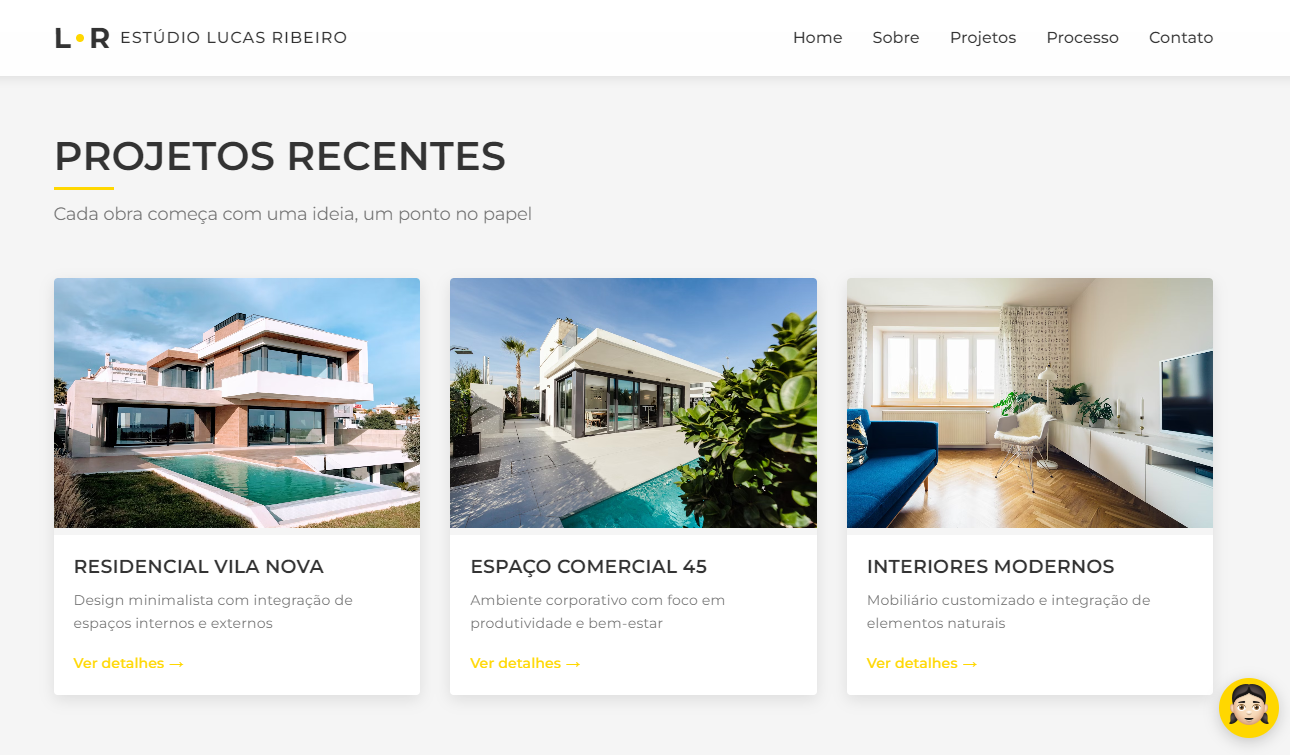 L•R ESTÚDIO LUCAS RIBEIRO
Home Sobre Projetos Processo Contato
PROJETOS RECENTES
Cada obra começa com uma ideia, um ponto no papel
RESIDENCIAL VILA NOVA
Design minimalista com integração de
espaços internos e externos
Ver detalhes →
ESPAÇO COMERCIAL 45
Ambiente corporativo com foco em
produtividade e bem-estar
Ver detalhes →
INTERIORES MODERNOS
Mobiliário customizado e integração de
elementos naturais
Ver detalhes →